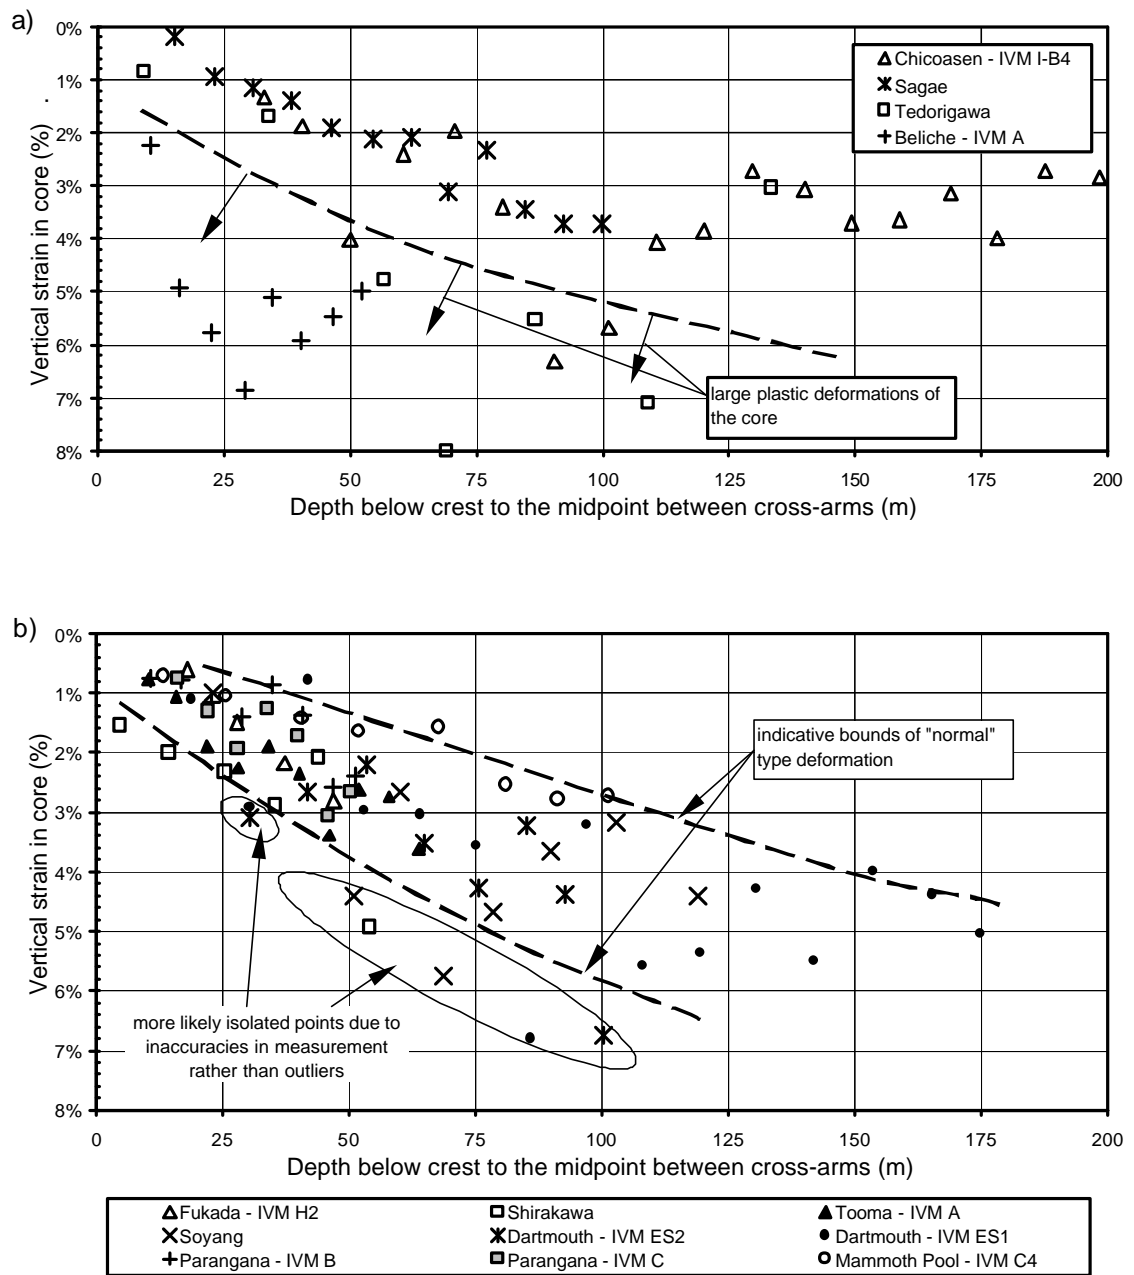 a)
0%
1%
2%
3%
4%
5%
6%
7%
8%
Vertical strain in core (%) .
Chicoasen - IVM I-B4
Sagae
Tedorigawa
Beliche - IVM A
large plastic deformations of
the core
0 25 50 75 100 125 150 175 200
Depth below crest to the midpoint between cross-arms (m)
b)
0%
1%
2%
3%
4%
5%
6%
7%
8%
Vertical strain in core (%)
indicative bounds of "normal"
type deformation
more likely isolated points due to
inaccuracies in measurement
rather than outliers
0 25 50 75 100 125 150 175 200
Depth below crest to the midpoint between cross-arms (m)
Fukada - IVM H2 Shirakawa Tooma - IVM A
Soyang Dartmouth - IVM ES2 Dartmouth - IVM ES1
Parangana - IVM B Parangana - IVM C Mammoth Pool - IVM C4